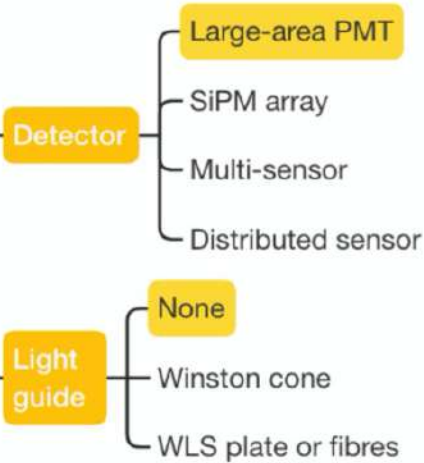 Large-area PMT
SiPM array
Detector
Multi-sensor
Distributed sensor
None
Light
guide
Winston cone
WLS plate or fibres